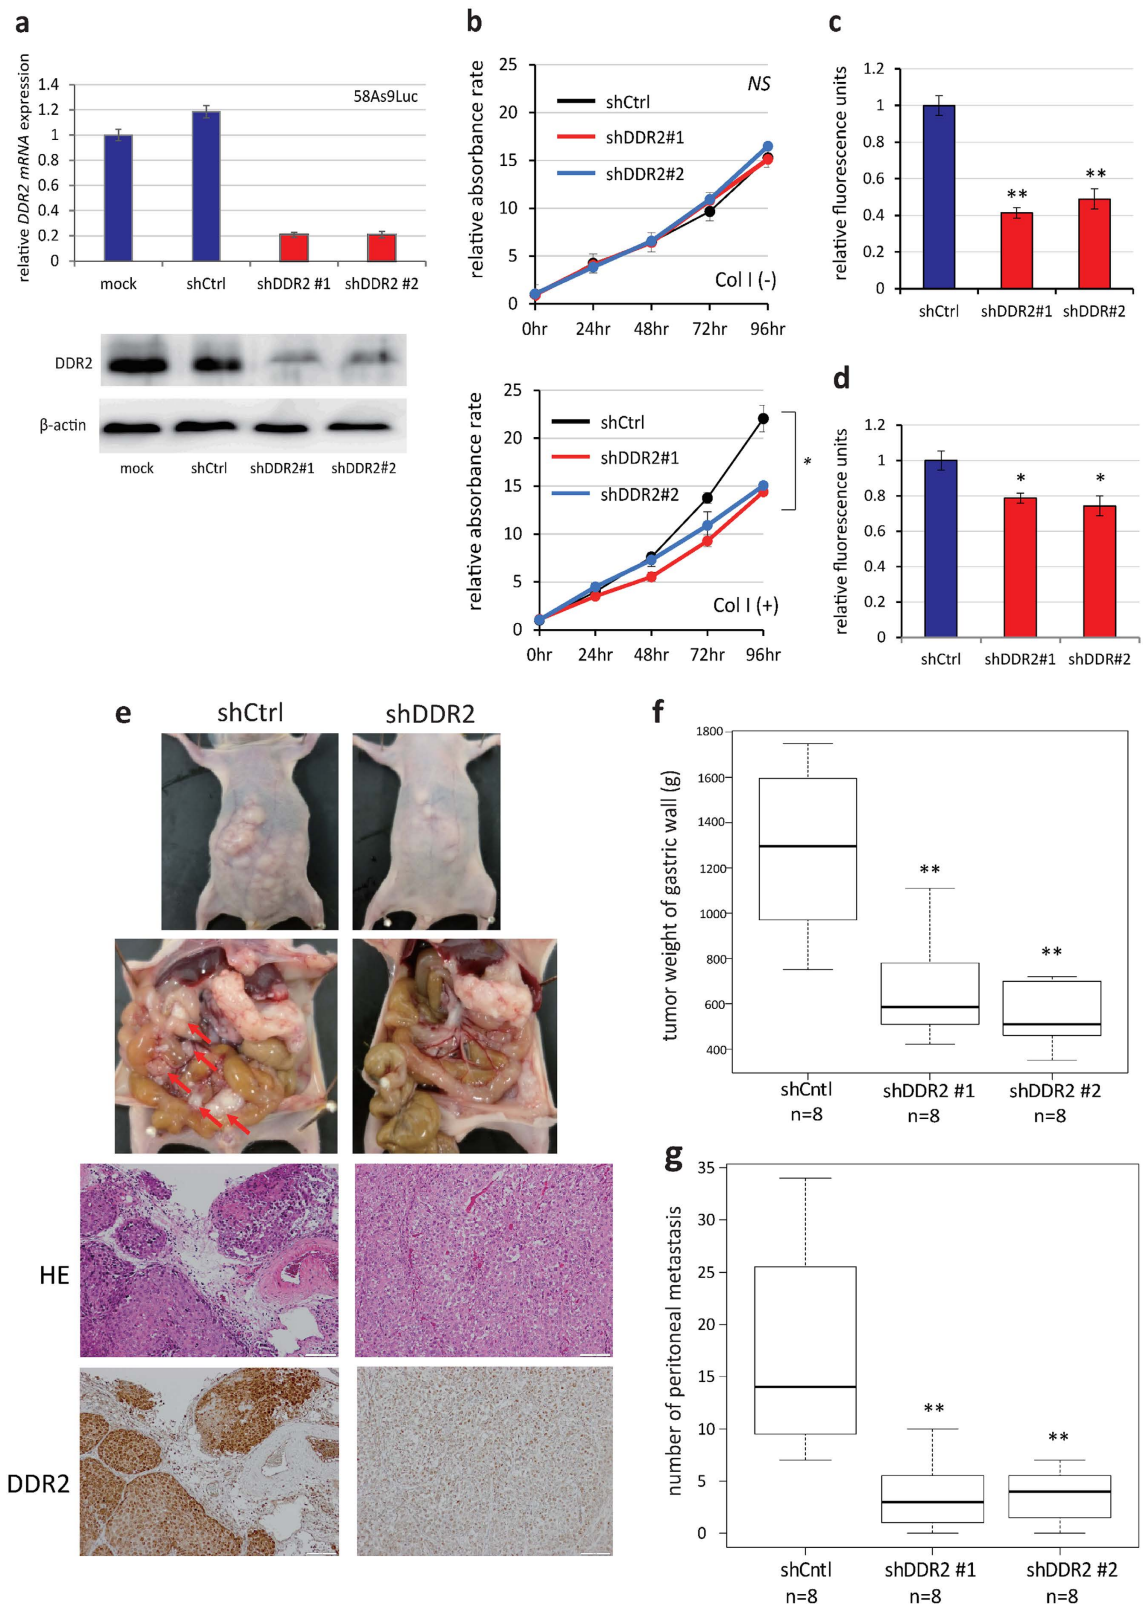 a
relative DDR2 mRNA expression
1.4
1.2
1
0.8
0.6
0.4
0.2
0
58As9Luc
mock shCtrl shDDR2 #1 shDDR2 #2
DDR2
β-actin
mock shCtrl shDDR2#1 shDDR2#2
b
relative absorbance rate
25
20
15
10
5
0
NS
shCtrl
shDDR2#1
shDDR2#2
Col I (-)
0hr 24hr 48hr 72hr 96hr
relative absorbance rate
25
20
15
10
5
0
shCtrl
shDDR2#1
shDDR2#2
*
Col I (+)
0hr 24hr 48hr 72hr 96hr
c
relative fluorescence units
1.2
1
0.8
0.6
0.4
0.2
0
** **
shCtrl shDDR2#1 shDDR#2
d
relative fluorescence units
1.2
1
0.8
0.6
0.4
0.2
0
* *
shCtrl shDDR2#1 shDDR#2
e
shCtrl shDDR2
HE
DDR2
f
tumor weight of gastric wall (g)
1800
1600
1400
1200
1000
800
600
400
**
**
shCntl shDDR2 #1 shDDR2 #2
n=8 n=8 n=8
g
number of peritoneal metastasis
35
30
25
20
15
10
5
0
**
**
shCntl shDDR2 #1 shDDR2 #2
n=8 n=8 n=8